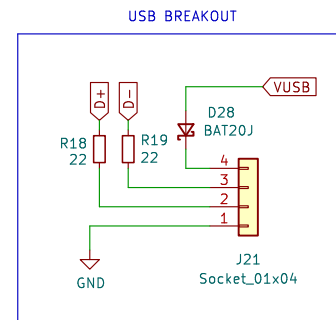 USB BREAKOUT
VUSB
D+
D-
D28
BAT20J
R18
22
R19
22
4
3
2
1
GND
J21
Socket_01x04